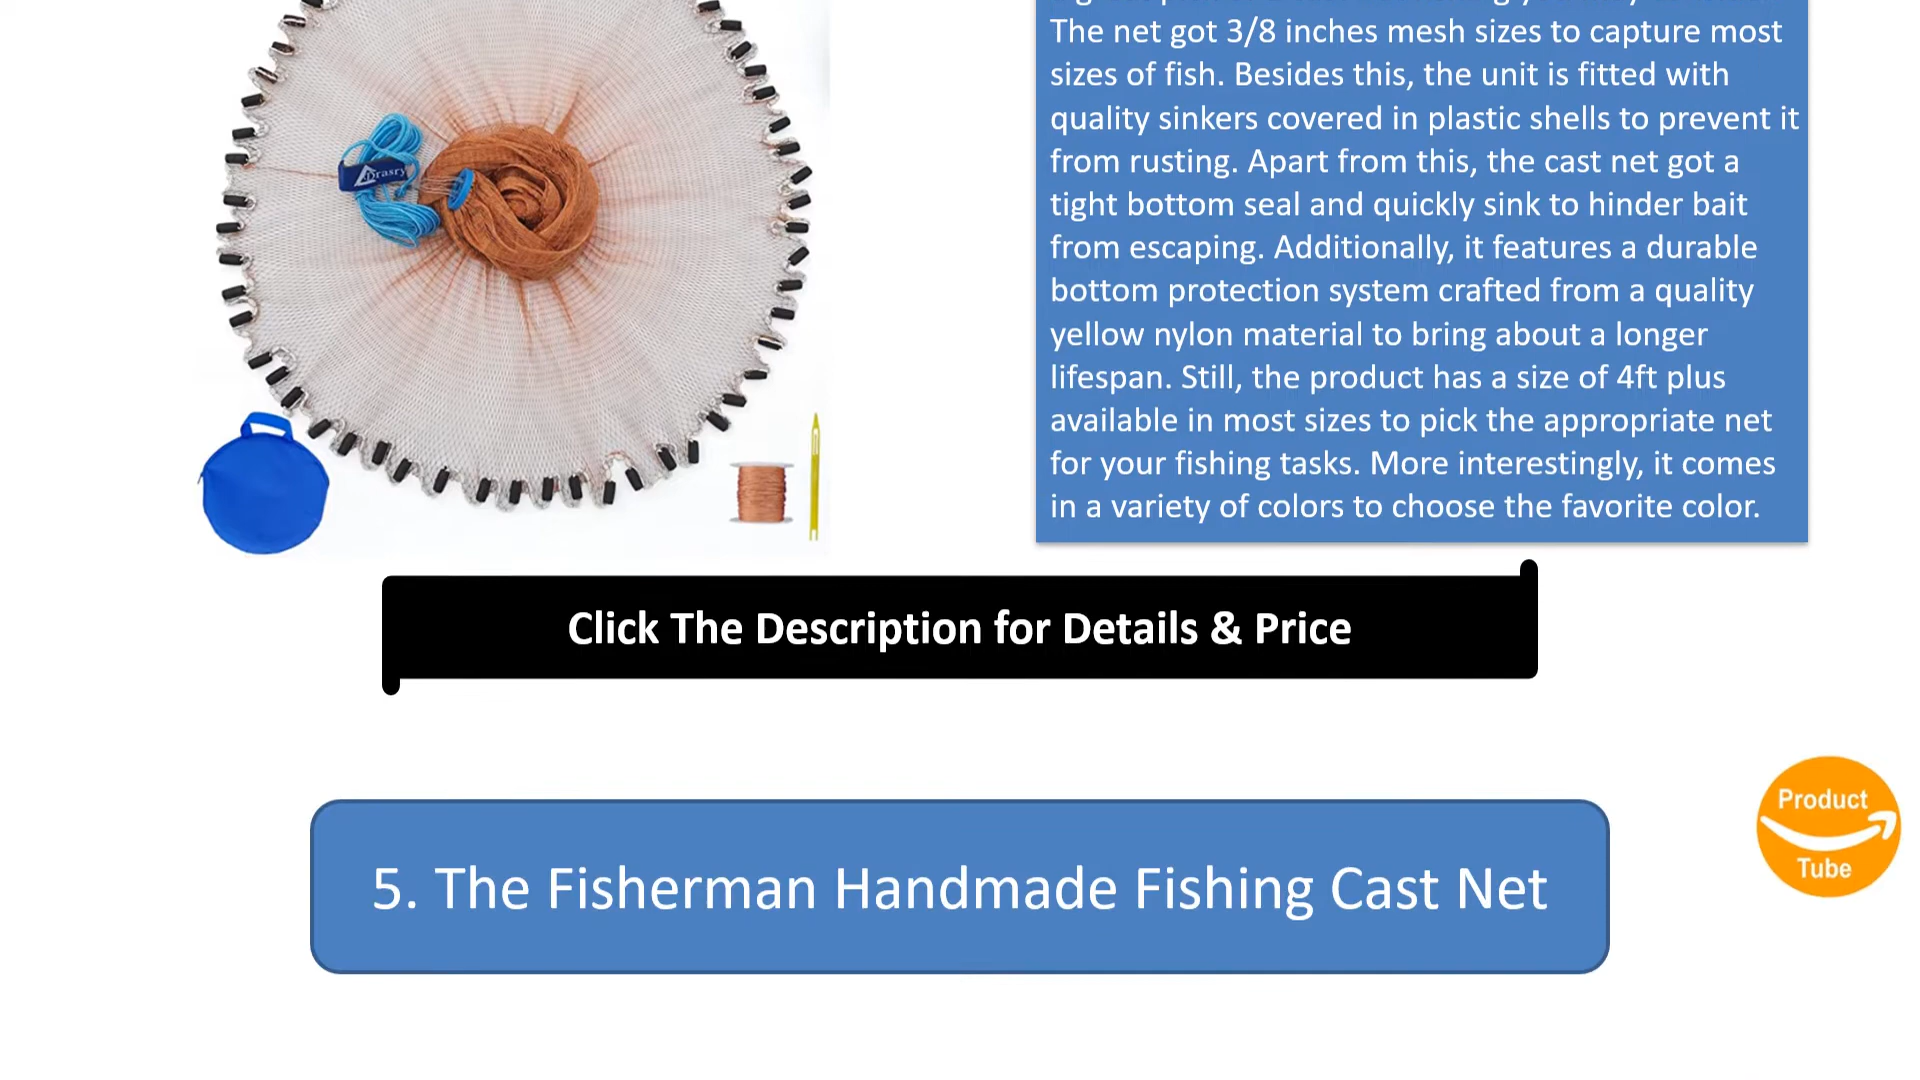 The net got 3/8 inches mesh sizes to capture most
sizes of fish. Besides this, the unit is fitted with
quality sinkers covered in plastic shells to prevent it
from rusting. Apart from this, the cast net got a
tight bottom seal and quickly sink to hinder bait
from escaping. Additionally, it features a durable
bottom protection system crafted from a quality
yellow nylon material to bring about a longer
lifespan. Still, the product has a size of 4ft plus
available in most sizes to pick the appropriate net
for your fishing tasks. More interestingly, it comes
in a variety of colors to choose the favorite color.
Drasry
Click The Description for Details & Price
5. The Fisherman Handmade Fishing Cast Net
Product
Tube